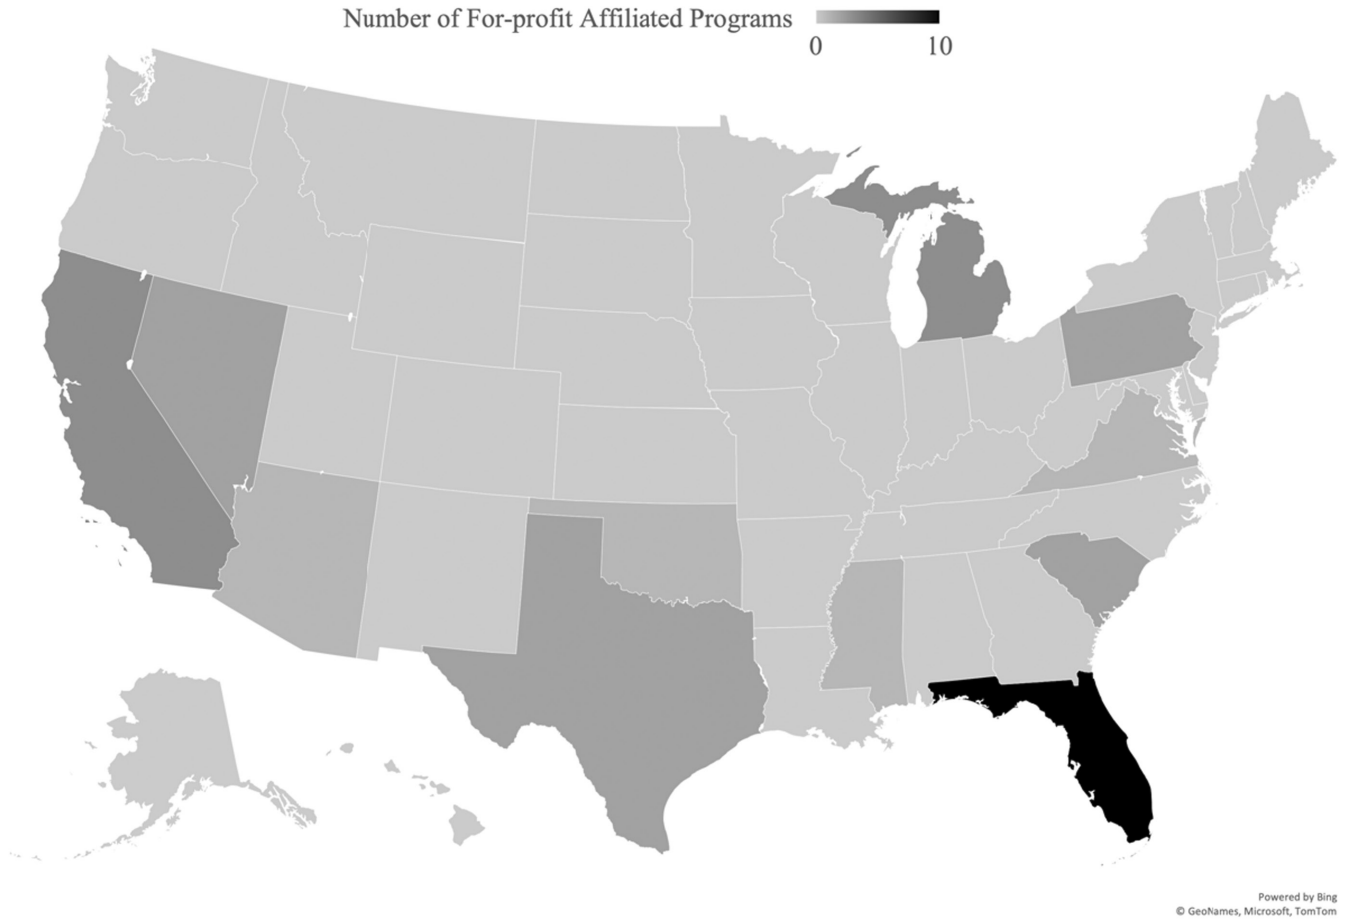 Number of For-profit Affiliated Programs
0 10
Powered by Bing
© GeoNames, Microsoft, TomTom